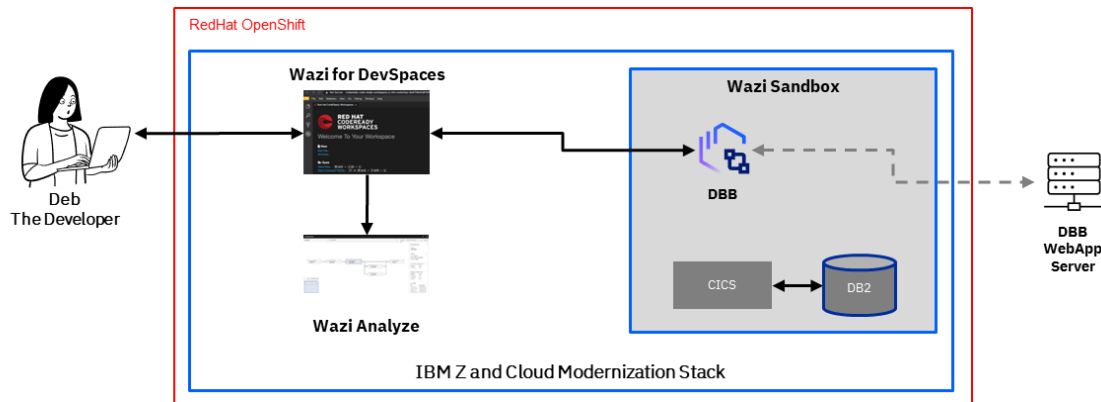 RedHat OpenShift
Wazi for DevSpaces
RED HAT
CODEREADY
WORKSPACES
Welcome To Your Workspace
Deb
The Developer
Wazi Analyze
Wazi Sandbox
DBB
CICS
DB2
DBB
WebApp
Server
IBM Z and Cloud Modernization Stack